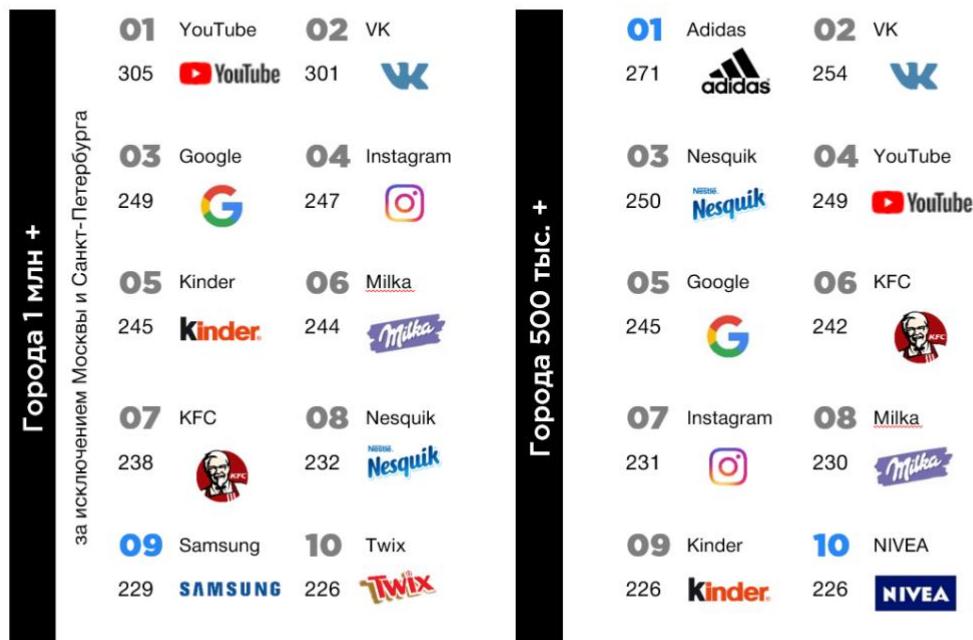 Города 1 млн +
за исключением Москвы и Санкт-Петербурга
01 YouTube 02 VK
305 YouTube 301
03 Google 04 Instagram
249 G 247
05 Kinder 06 Milka
245 kinder 244 Milka
07 KFC 08 Nesquik
238 KFC 232 Nestlé. Nesquik
09 Samsung 10 Twix
229 SAMSUNG 226 Twix
Города 500 тыс. +
01 Adidas 02 VK
271 adidas 254
03 Nesquik 04 YouTube
250 Nestlé. Nesquik 249 YouTube
05 Google 06 KFC
245 G 242 KFC
07 Instagram 08 Milka
231 230 Milka
09 Kinder 10 NIVEA
226 kinder 226 NIVEA